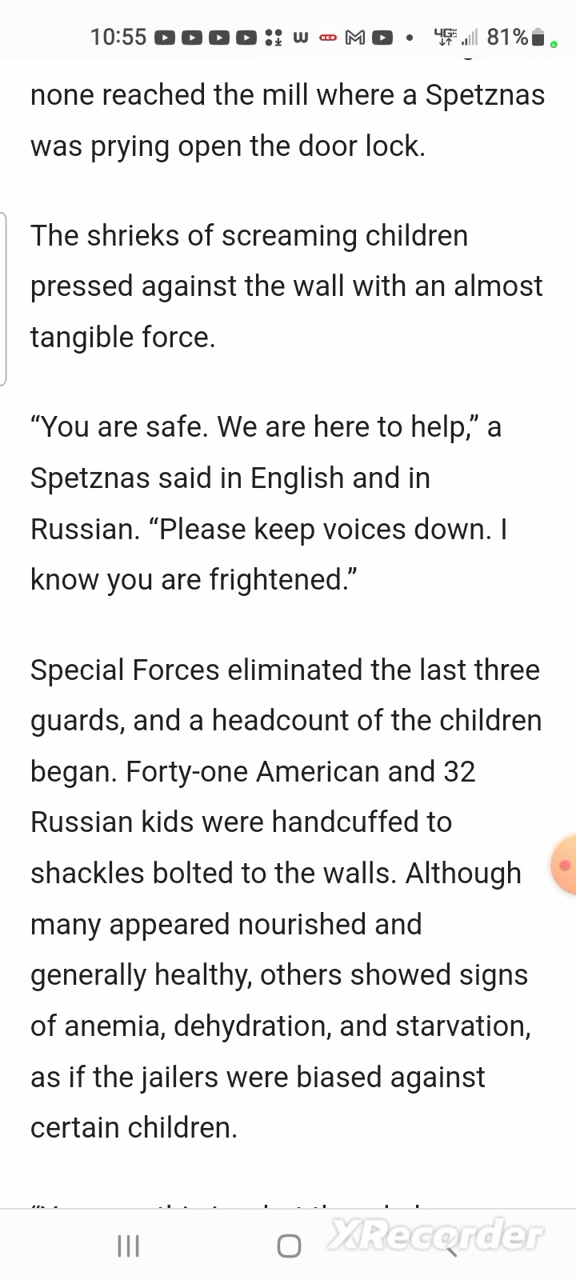 10:55
4G
81%
none reached the mill where a Spetznas
was prying open the door lock.
The shrieks of screaming children
pressed against the wall with an almost
tangible force.
“You are safe. We are here to help,” a
Spetznas said in English and in
Russian. “Please keep voices down. I
know you are frightened.”
Special Forces eliminated the last three
guards, and a headcount of the children
began. Forty-one American and 32
Russian kids were handcuffed to
shackles bolted to the walls. Although
many appeared nourished and
generally healthy, others showed signs
of anemia, dehydration, and starvation,
as if the jailers were biased against
certain children.
XRecorder